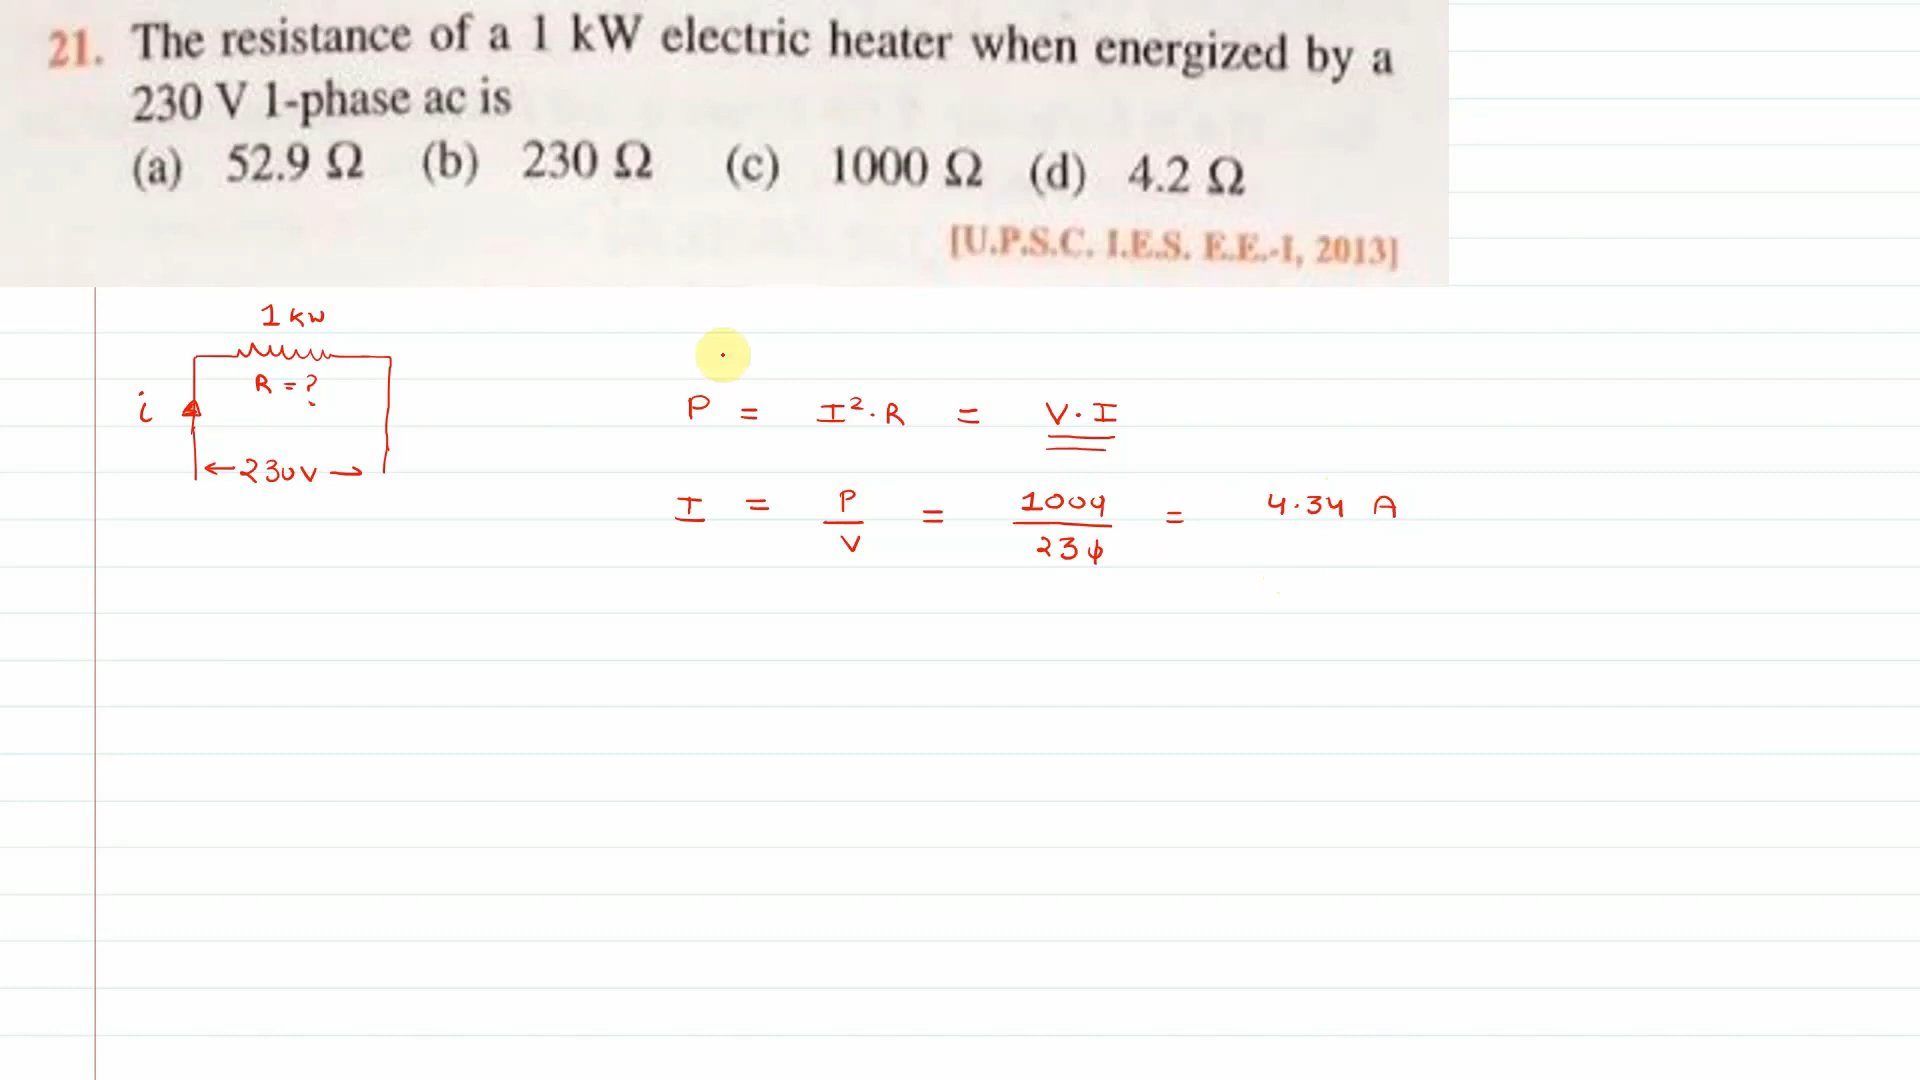 21. The resistance of a 1 kW electric heater when energized by a
230 V 1-phase ac is
(a) 52.9 Ω (b) 230 Ω (c) 1000 Ω (d) 4.2 Ω
[U.P.S.C. I.E.S. E.E.-I, 2013]
1 kw
R = ?
i
←230V→
P = I².R = V.I
I = P/V = 1000/230 = 4.34 A